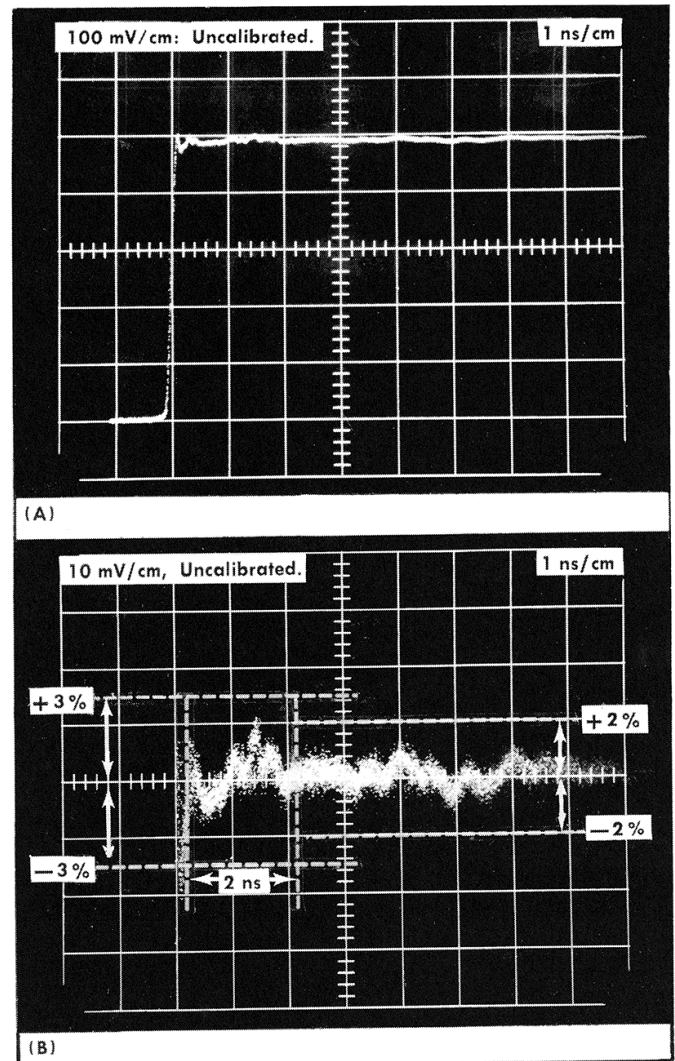 100 mV/cm: Uncalibrated.
1 ns/cm
(A)
10 mV/cm, Uncalibrated.
1 ns/cm
+3%
+2%
—3%
2 ns
—2%
(B)